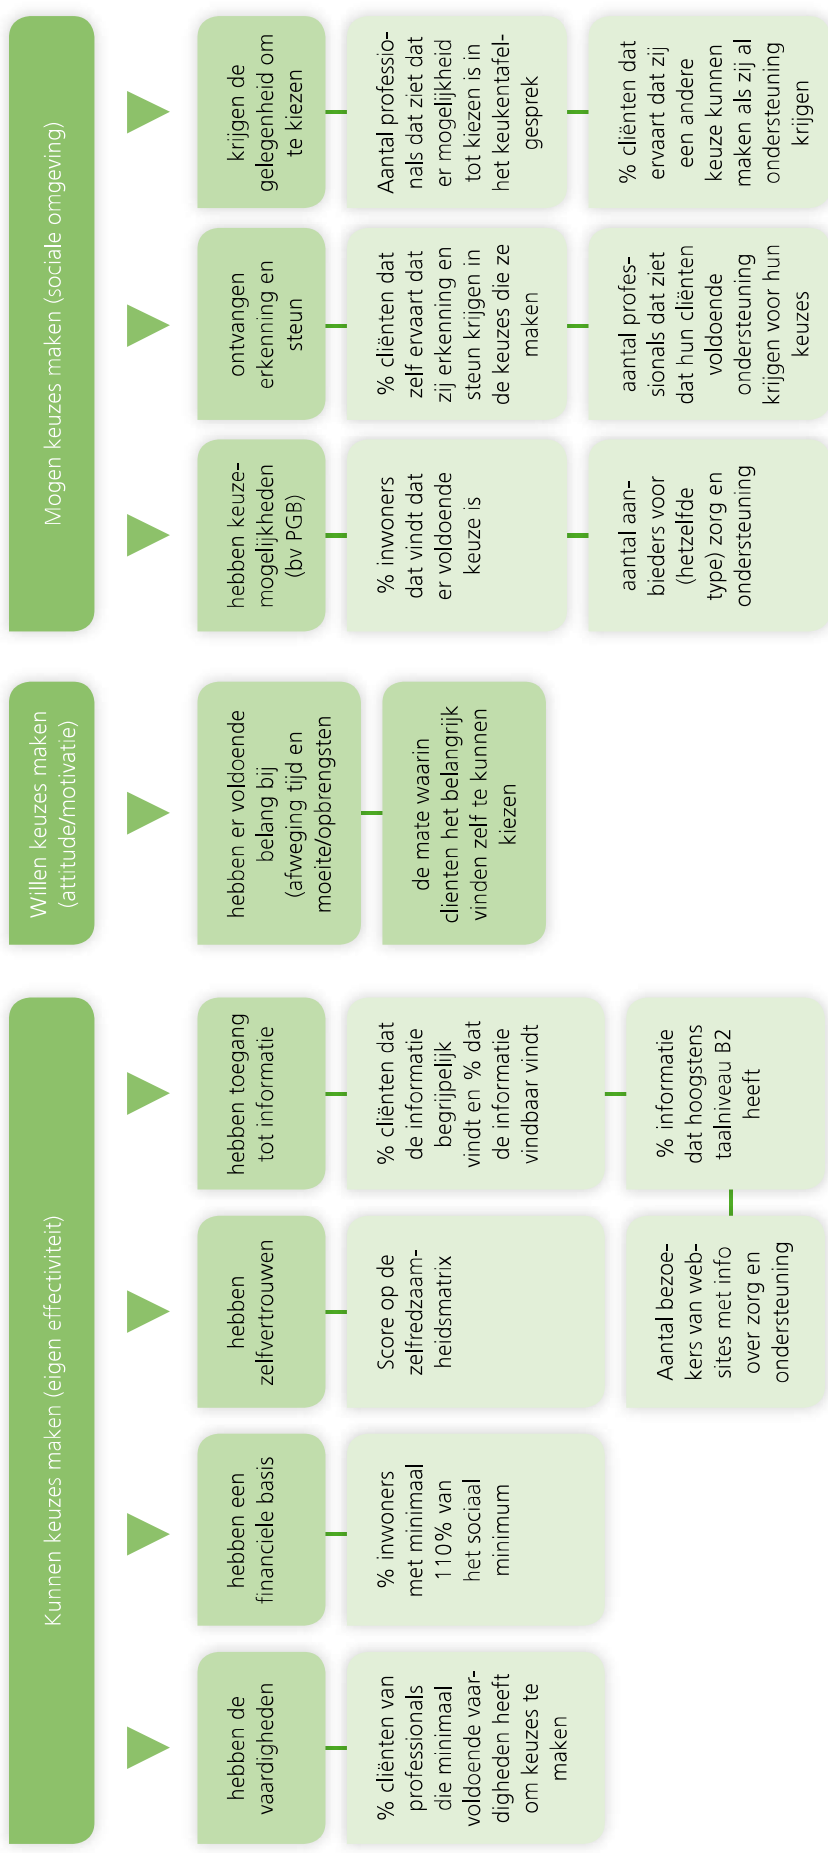 Kunnen keuzes maken (eigen effectiviteit)
hebben de
vaardigheden
% cliënten van
professionals
die minimaal
voldoende vaar-
digheden heeft
om keuzes te
maken
hebben een
financiele basis
% inwoners
met minimaal
110% van
het sociaal
minimum
hebben
zelfvertrouwen
Score op de
zelfredzaam-
heidsmatrix
hebben toegang
tot informatie
% cliënten dat
de informatie
begrijpelijk
vindt en % dat
de informatie
vindbaar vindt
% informatie
dat hoogstens
taalniveau B2
heeft
Aantal bezoe-
kers van web-
sites met info
over zorg en
ondersteuning
Willen keuzes maken
(attitude/motivatie)
hebben er voldoende
belang bij
(afweging tijd en
moeite/opbrengsten
de mate waarin
clienten het belangrijk
vinden zelf te kunnen
kiezen
Mogen keuzes maken (sociale omgeving)
hebben keuze-
mogelijkheden
(bv PGB)
% inwoners
dat vindt dat
er voldoende
keuze is
aantal aan-
bieders voor
(hetzelfde
type) zorg en
ondersteuning
ontvangen
erkenning en
steun
% cliënten dat
zelf ervaart dat
zij erkenning en
steun krijgen in
de keuzes die ze
maken
aantal profes-
sionals dat ziet
dat hun cliënten
voldoende
ondersteuning
krijgen voor hun
keuzes
krijgen de
gelegenheid om
te kiezen
Aantal professio-
nals dat ziet dat
er mogelijkheid
tot kiezen is in
het keukentafel-
gesprek
% cliënten dat
ervaart dat zij
een andere
keuze kunnen
maken als zij al
ondersteuning
krijgen